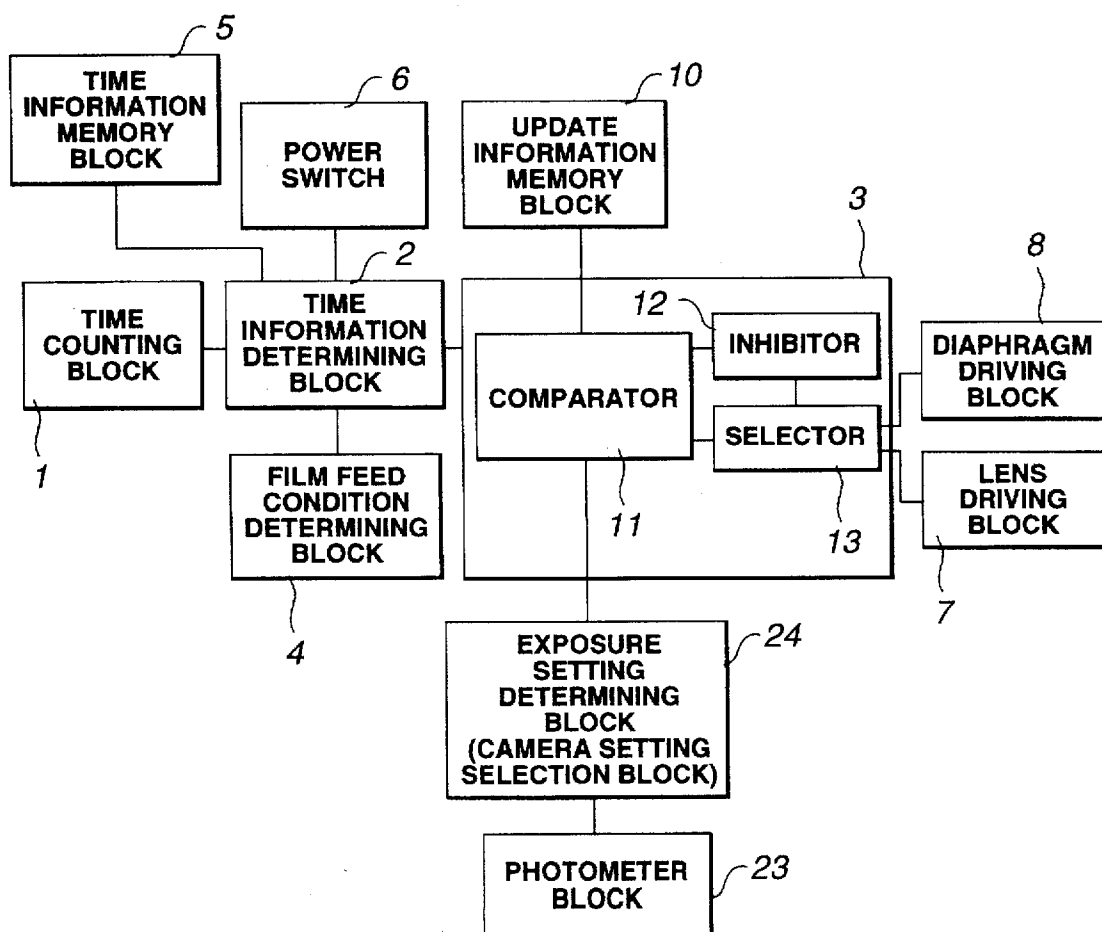 5
TIME
INFORMATION
MEMORY
BLOCK
6
POWER
SWITCH
10
UPDATE
INFORMATION
MEMORY
BLOCK
3
1
TIME
COUNTING
BLOCK
2
TIME
INFORMATION
DETERMINING
BLOCK
COMPARATOR
11
12
INHIBITOR
SELECTOR
13
8
DIAPHRAGM
DRIVING
BLOCK
LENS
DRIVING
BLOCK
7
FILM FEED
CONDITION
DETERMINING
BLOCK
4
24
EXPOSURE
SETTING
DETERMINING
BLOCK
(CAMERA SETTING
SELECTION BLOCK)
PHOTOMETER
BLOCK
23